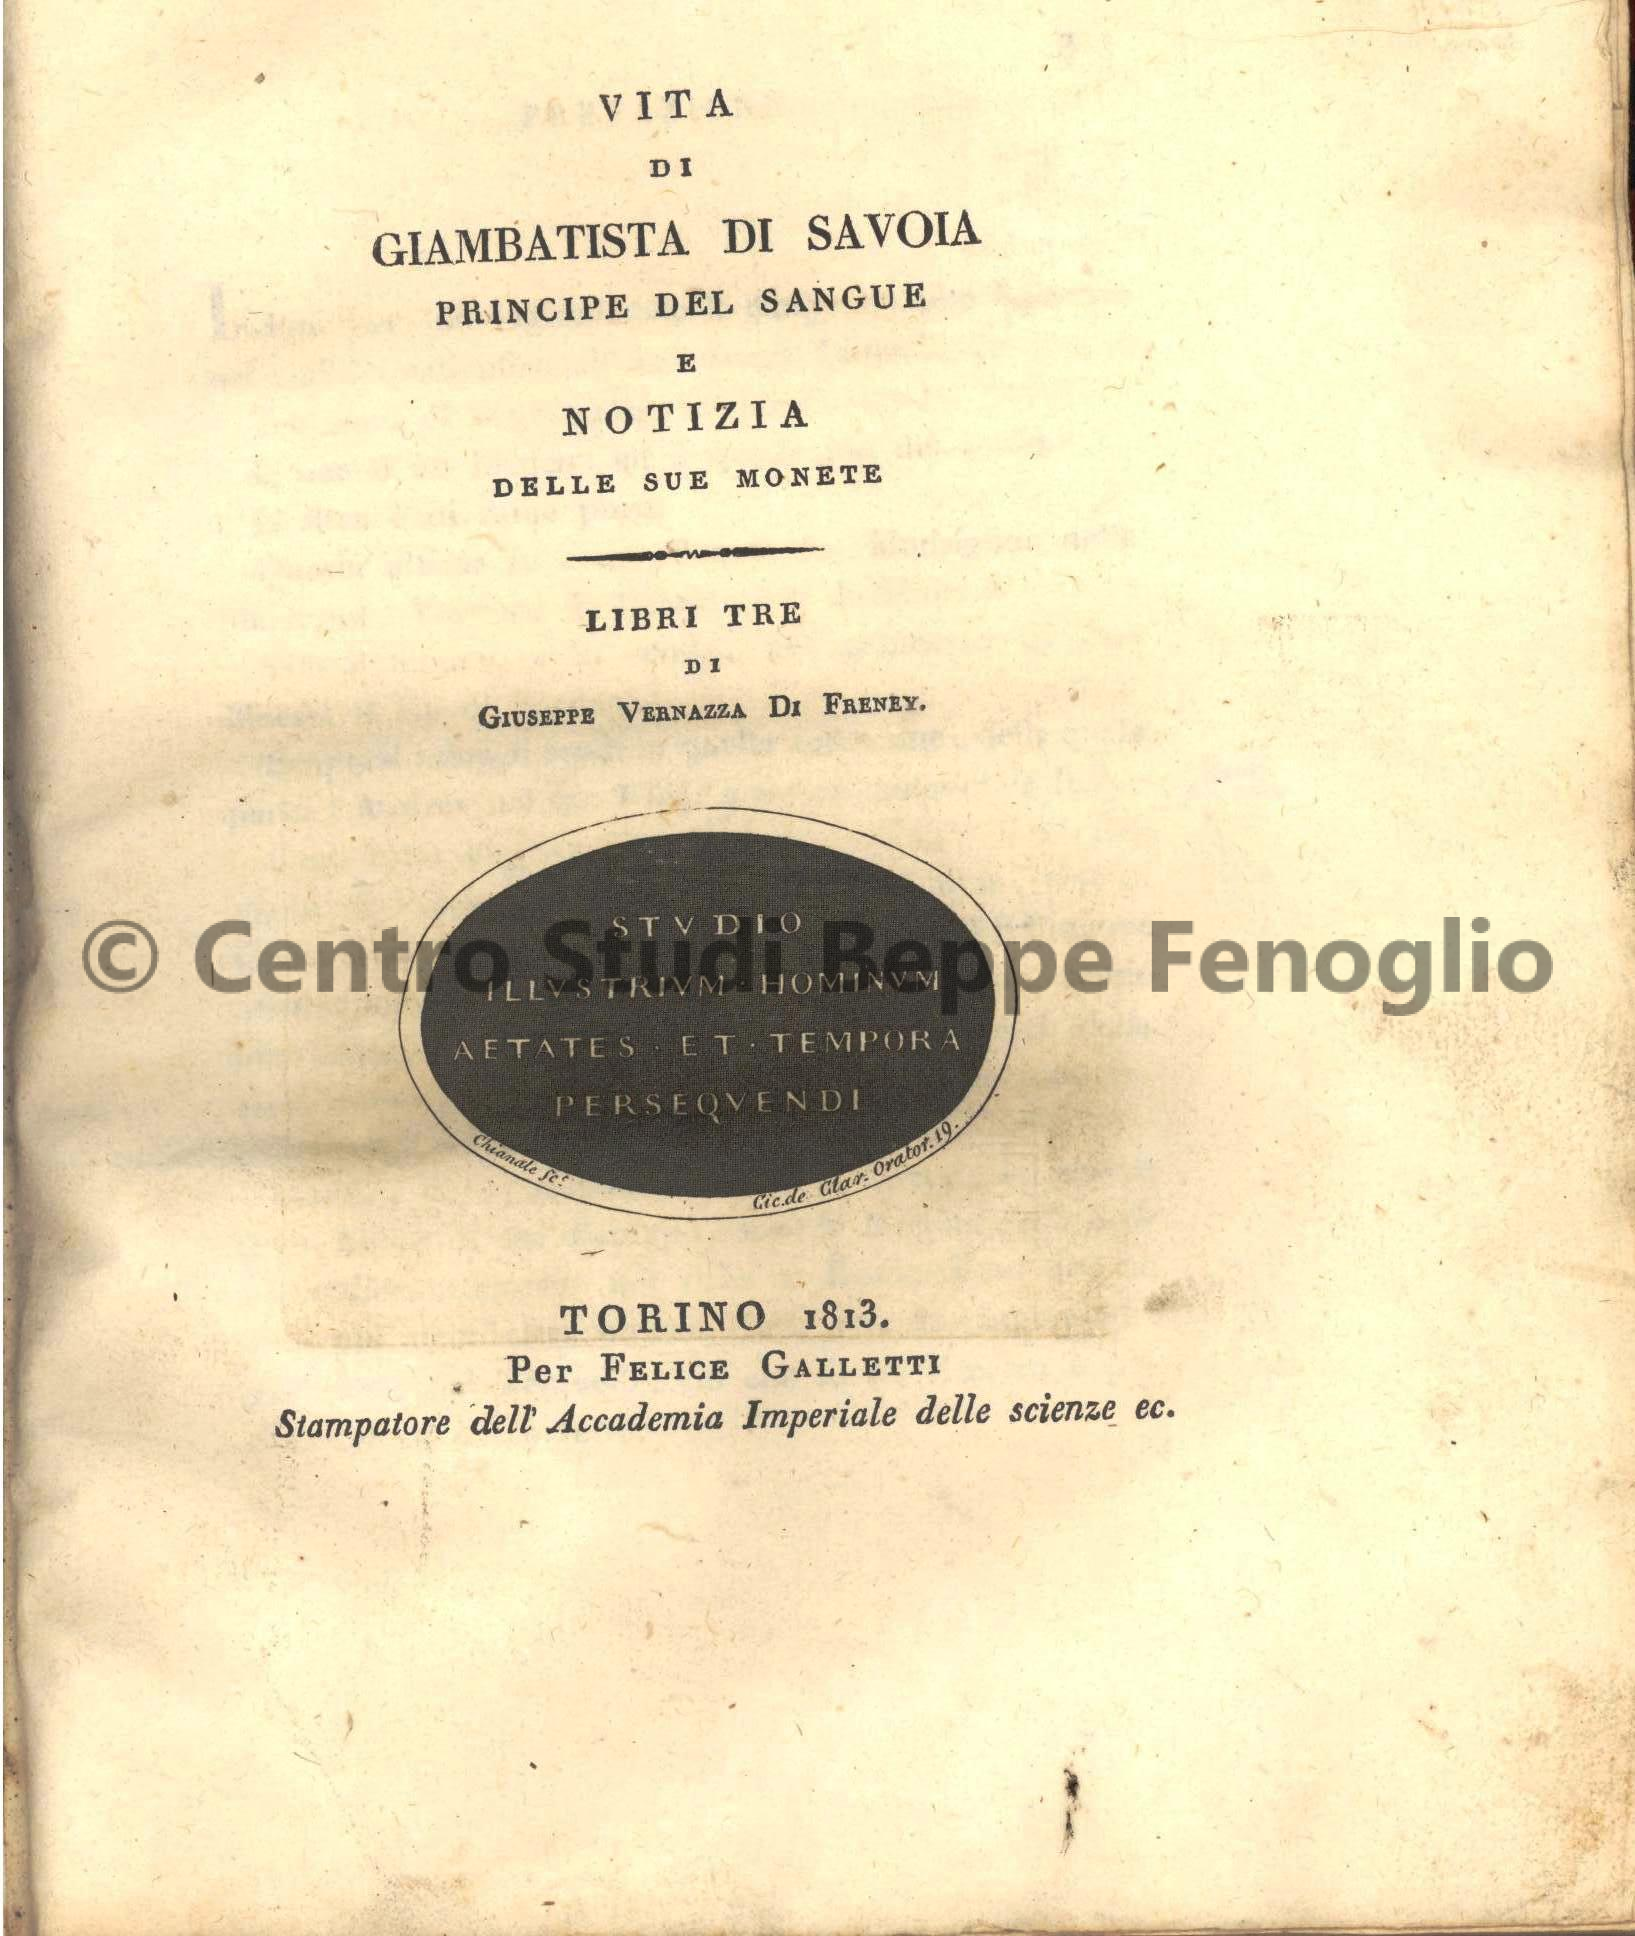 VITA
DI
GIAMBATISTA DI SAVOIA
PRINCIPE DEL SANGUE
E
NOTIZIA
DELLE SUE MONETE
LIBRI TRE
DI
GIUSEPPE VERNAZZA DI FRENEY.
STVDIO
© Centro Studi Beppe Fenoglio
ILLVSTRIVM · HOMINVM
AETATES · ET · TEMPORA
PERSEQVENDI
Chianale sc.
Cic. de Clar. Orator. 19.
TORINO 1813.
Per FELICE GALLETTI
Stampatore dell' Accademia Imperiale delle scienze ec.